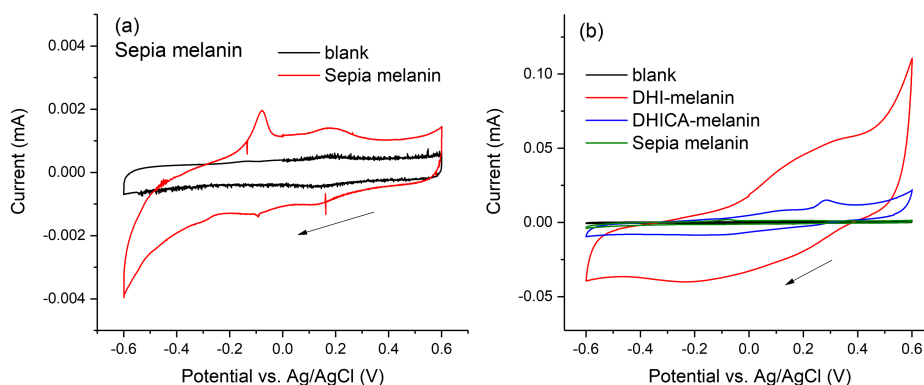 (a)
Sepia melanin
blank
Sepia melanin
0.004
0.002
0.000
-0.002
-0.004
Current (mA)
-0.6
-0.4
-0.2
0.0
0.2
0.4
0.6
Potential vs. Ag/AgCl (V)
(b)
blank
DHI-melanin
DHICA-melanin
Sepia melanin
0.10
0.05
0.00
-0.05
Current (mA)
-0.6
-0.4
-0.2
0.0
0.2
0.4
0.6
Potential vs. Ag/AgCl (V)